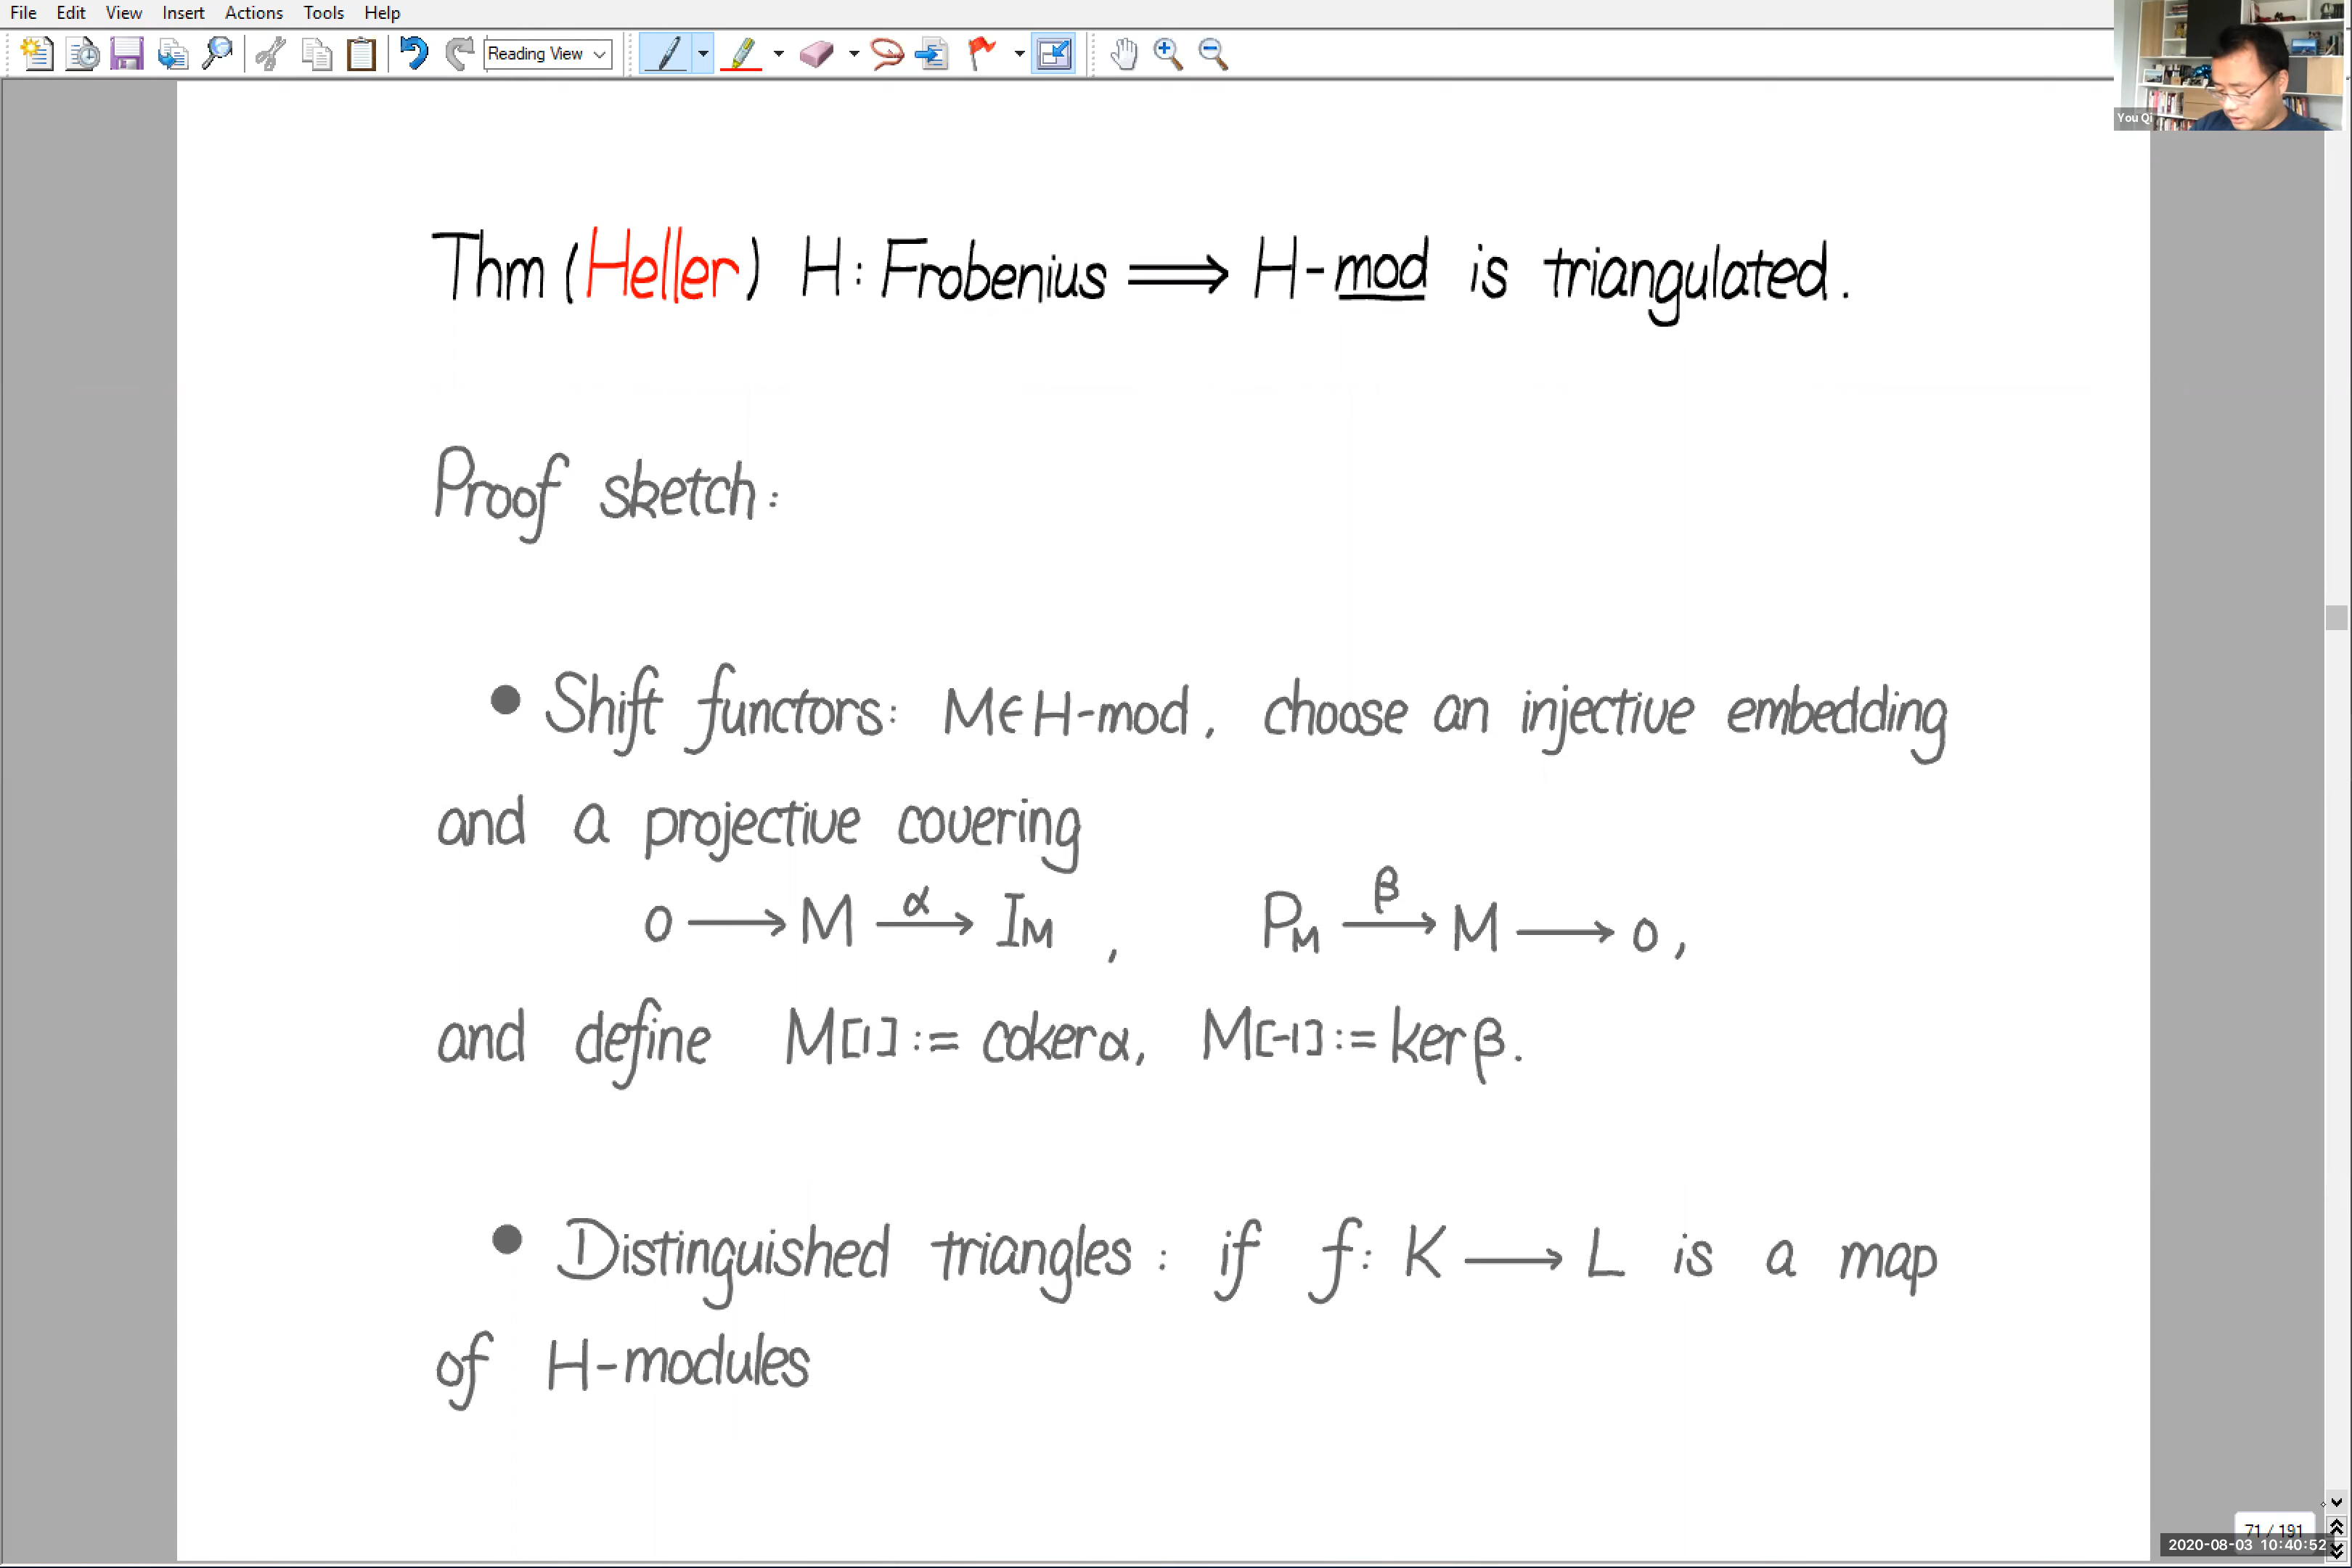 File Edit View Insert Actions Tools Help
Reading View
You Qi
Thm (Heller) H: Frobenius ⟹ H-mod is triangulated.
Proof sketch:
• Shift functors: M∈H-mod, choose an injective embedding
and a projective covering
0 ⟶ M –α→ I_M , P_M –β→ M ⟶ 0,
and define M[1] := coker α, M[-1] := ker β.
• Distinguished triangles: if f: K ⟶ L is a map
of H-modules
71 / 191
2020-08-03 10:40:52